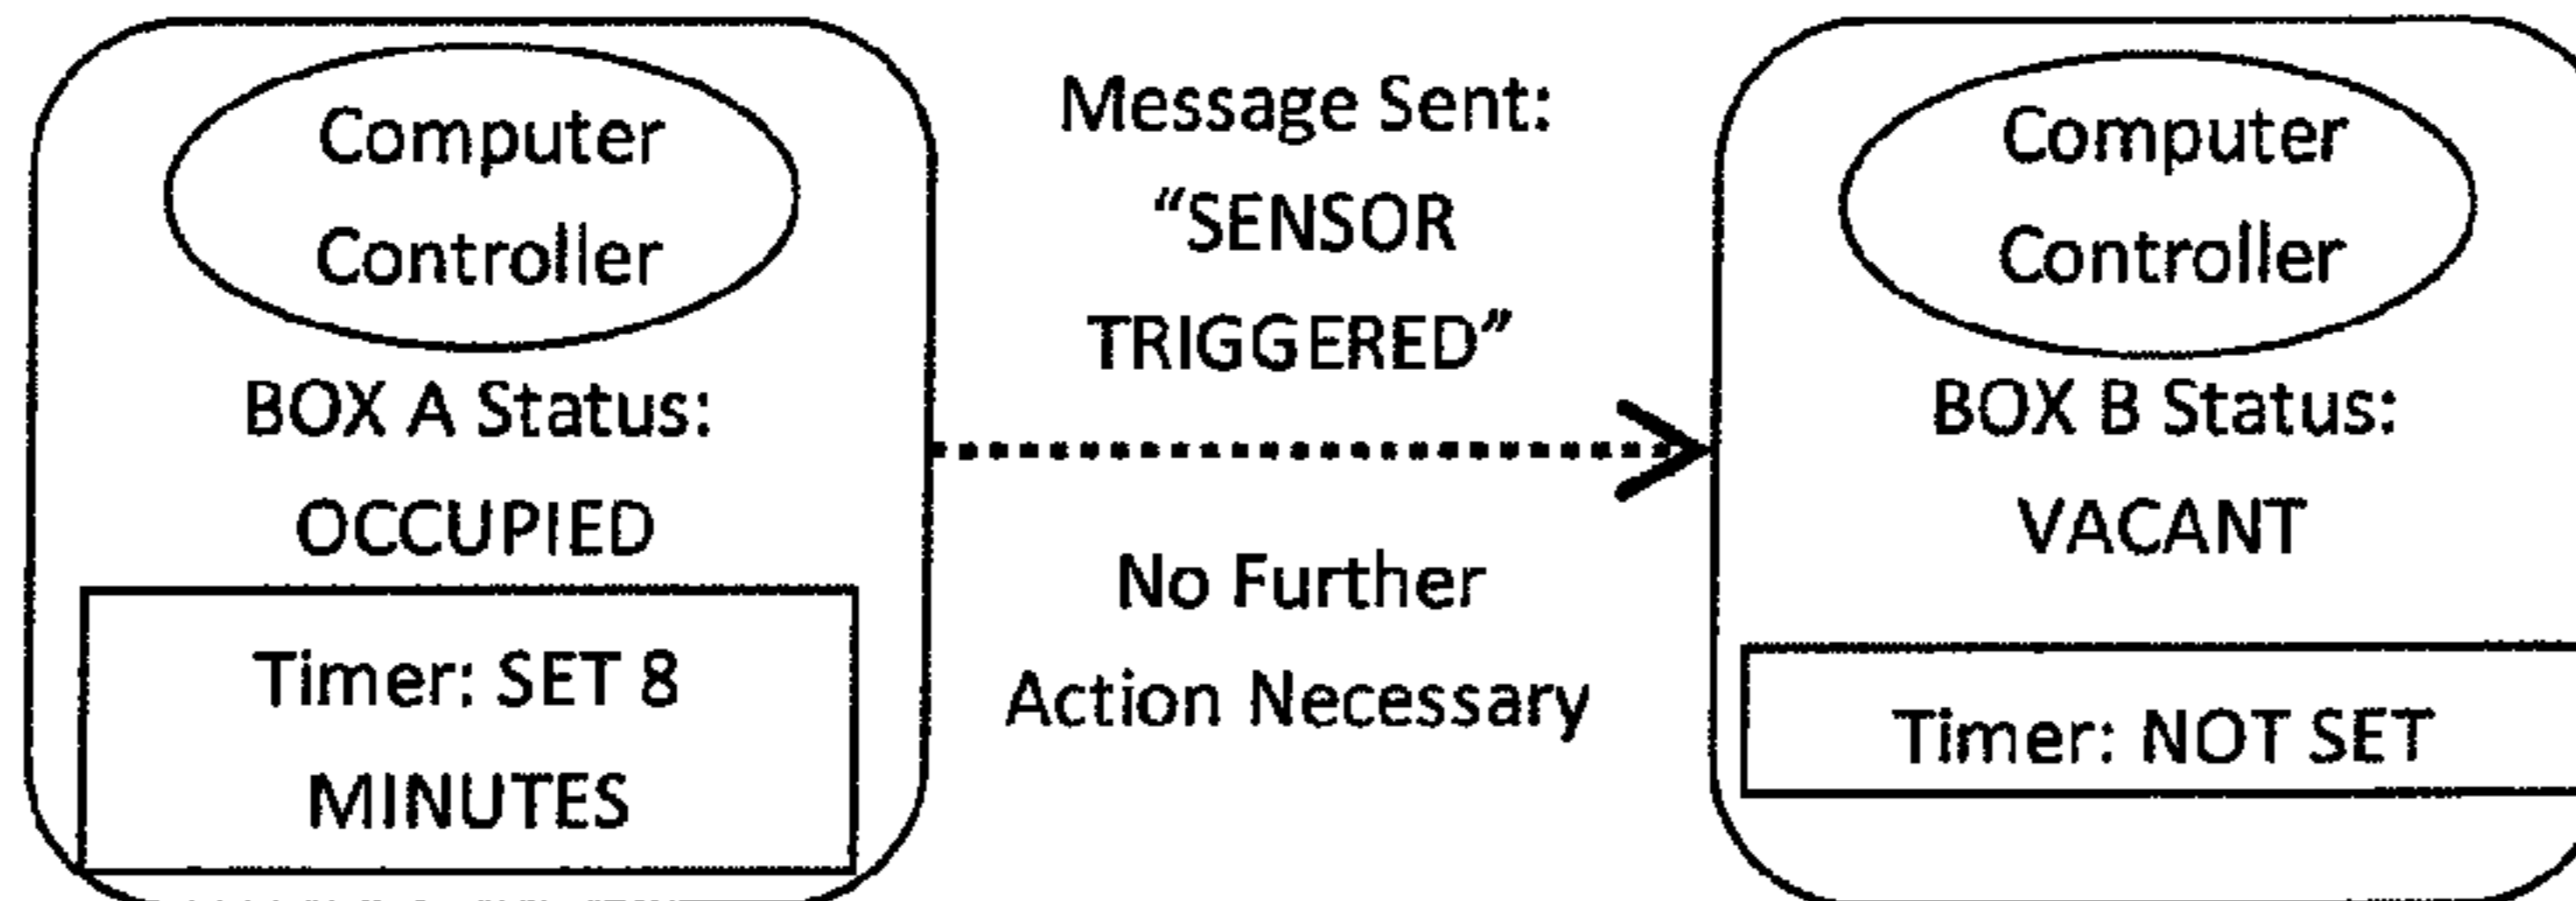 Computer
Controller
BOX A Status:
OCCUPIED
Timer: SET 8
MINUTES
Message Sent:
“SENSOR
TRIGGERED”
No Further
Action Necessary
Computer
Controller
BOX B Status:
VACANT
Timer: NOT SET